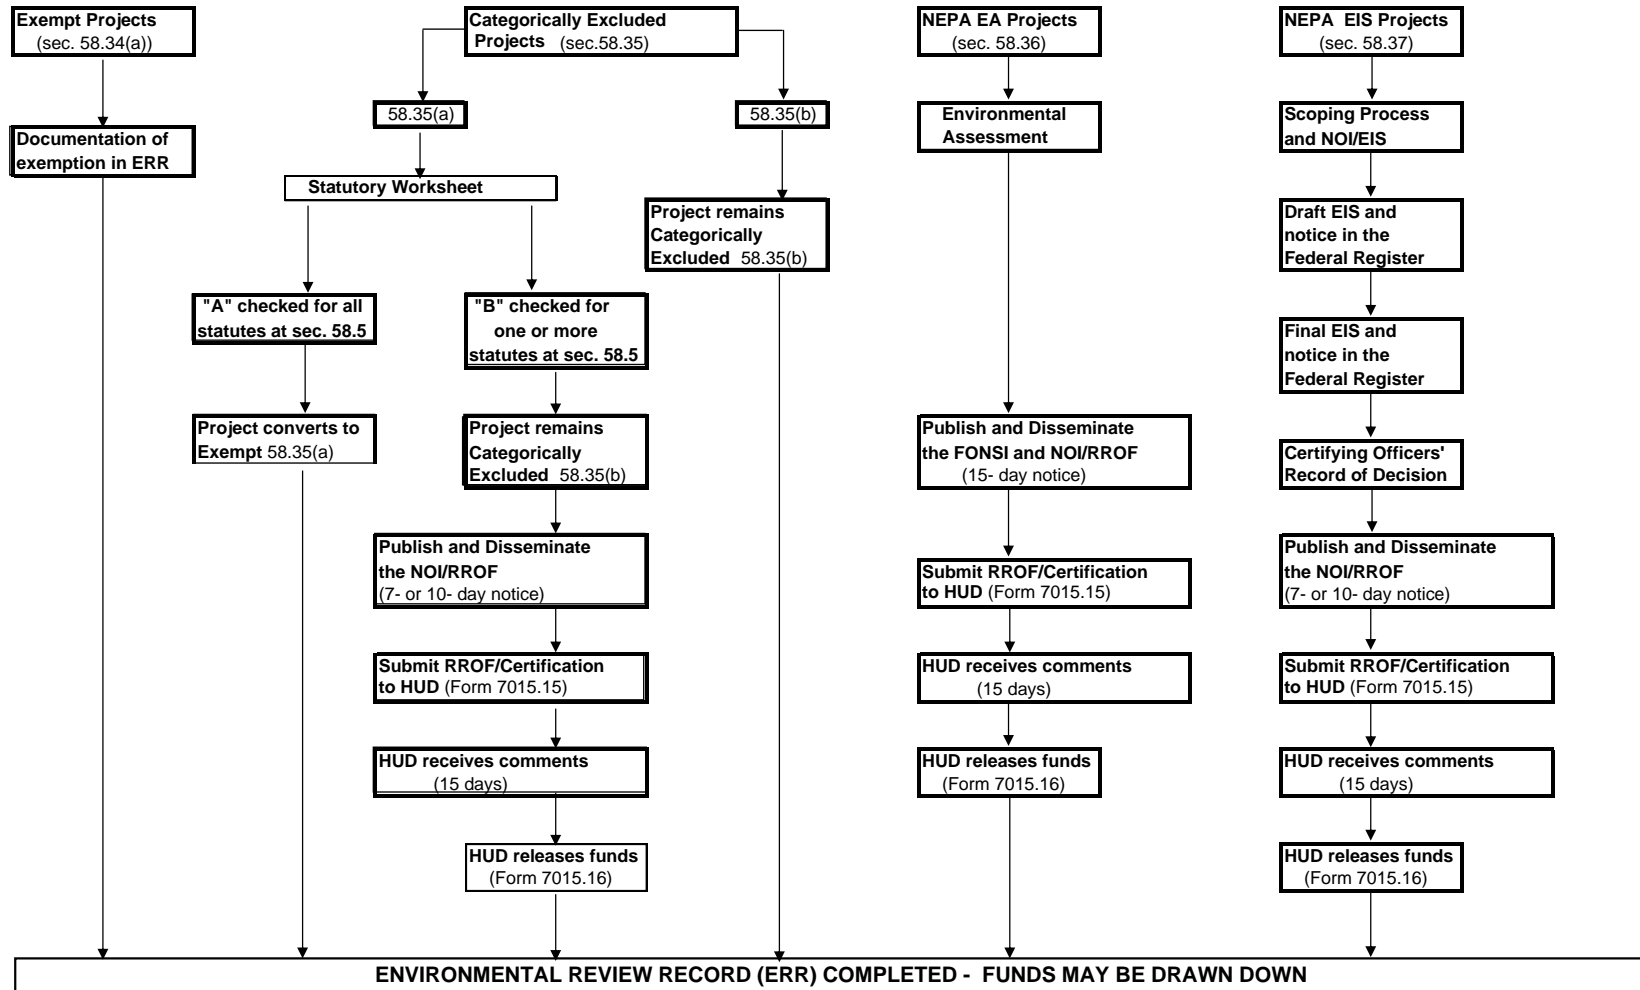 Exempt Projects
(sec. 58.34(a))
Documentation of
exemption in ERR
Categorically Excluded
Projects (sec.58.35)
58.35(a)
58.35(b)
Statutory Worksheet
Project remains
Categorically
Excluded 58.35(b)
"A" checked for all
statutes at sec. 58.5
"B" checked for
one or more
statutes at sec. 58.5
Project converts to
Exempt 58.35(a)
Project remains
Categorically
Excluded 58.35(b)
Publish and Disseminate
the NOI/RROF
(7- or 10- day notice)
Submit RROF/Certification
to HUD (Form 7015.15)
HUD receives comments
(15 days)
HUD releases funds
(Form 7015.16)
NEPA EA Projects
(sec. 58.36)
Environmental
Assessment
Publish and Disseminate
the FONSI and NOI/RROF
(15- day notice)
Submit RROF/Certification
to HUD (Form 7015.15)
HUD receives comments
(15 days)
HUD releases funds
(Form 7015.16)
NEPA EIS Projects
(sec. 58.37)
Scoping Process
and NOI/EIS
Draft EIS and
notice in the
Federal Register
Final EIS and
notice in the
Federal Register
Certifying Officers'
Record of Decision
Publish and Disseminate
the NOI/RROF
(7- or 10- day notice)
Submit RROF/Certification
to HUD (Form 7015.15)
HUD receives comments
(15 days)
HUD releases funds
(Form 7015.16)
ENVIRONMENTAL REVIEW RECORD (ERR) COMPLETED - FUNDS MAY BE DRAWN DOWN